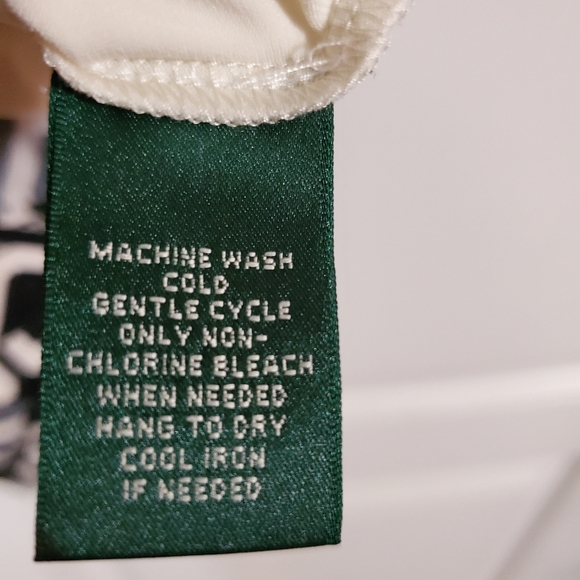 MACHINE WASH
COLD
GENTLE CYCLE
ONLY NON-
CHLORINE BLEACH
WHEN NEEDED
HANG TO DRY
COOL IRON
IF NEEDED